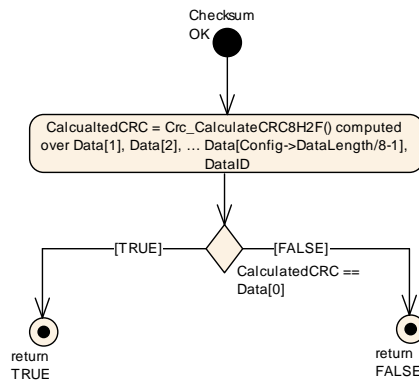 Checksum
OK
CalcualtedCRC = Crc_CalculateCRC8H2F() computed
over Data[1], Data[2], ... Data[Config->DataLength/8-1],
DataID
[TRUE]
[FALSE]
CalculatedCRC ==
Data[0]
return
TRUE
return
FALSE